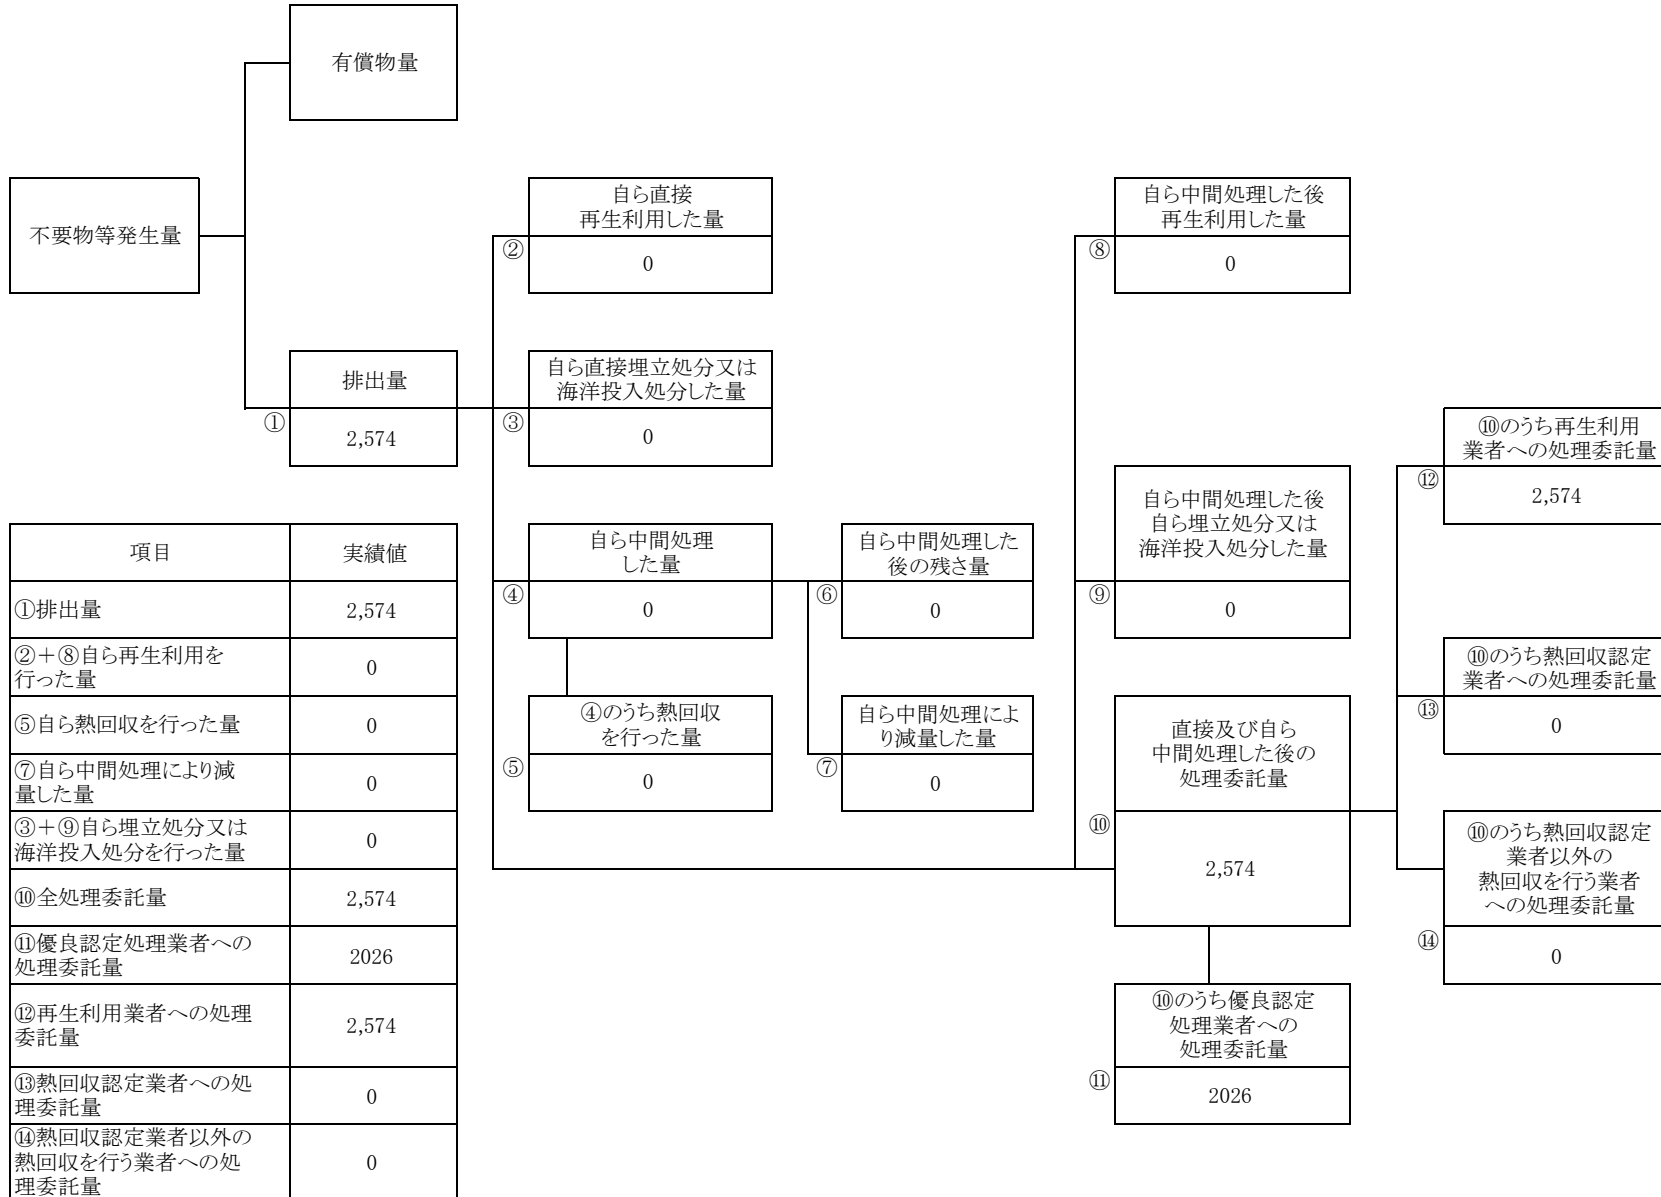 有償物量
不要物等発生量
自ら直接
再生利用した量
②
0
自ら中間処理した後
再生利用した量
⑧
0
排出量
①
2,574
自ら直接埋立処分又は
海洋投入処分した量
③
0
⑩のうち再生利用
業者への処理委託量
⑫
2,574
自ら中間処理した後
自ら埋立処分又は
海洋投入処分した量
⑨
0
自ら中間処理
した量
④
0
自ら中間処理した
後の残さ量
⑥
0
⑩のうち熱回収認定
業者への処理委託量
⑬
0
④のうち熱回収
を行った量
⑤
0
自ら中間処理によ
り減量した量
⑦
0
直接及び自ら
中間処理した後の
処理委託量
⑩
2,574
⑩のうち熱回収認定
業者以外の
熱回収を行う業者
への処理委託量
⑭
0
⑩のうち優良認定
処理業者への
処理委託量
⑪
2026
項目 実績値
①排出量 2,574
②+⑧自ら再生利用を
行った量 0
⑤自ら熱回収を行った量 0
⑦自ら中間処理により減
量した量 0
③+⑨自ら埋立処分又は
海洋投入処分を行った量 0
⑩全処理委託量 2,574
⑪優良認定処理業者への
処理委託量 2026
⑫再生利用業者への処理
委託量 2,574
⑬熱回収認定業者への処
理委託量 0
⑭熱回収認定業者以外の
熱回収を行う業者への処
理委託量 0